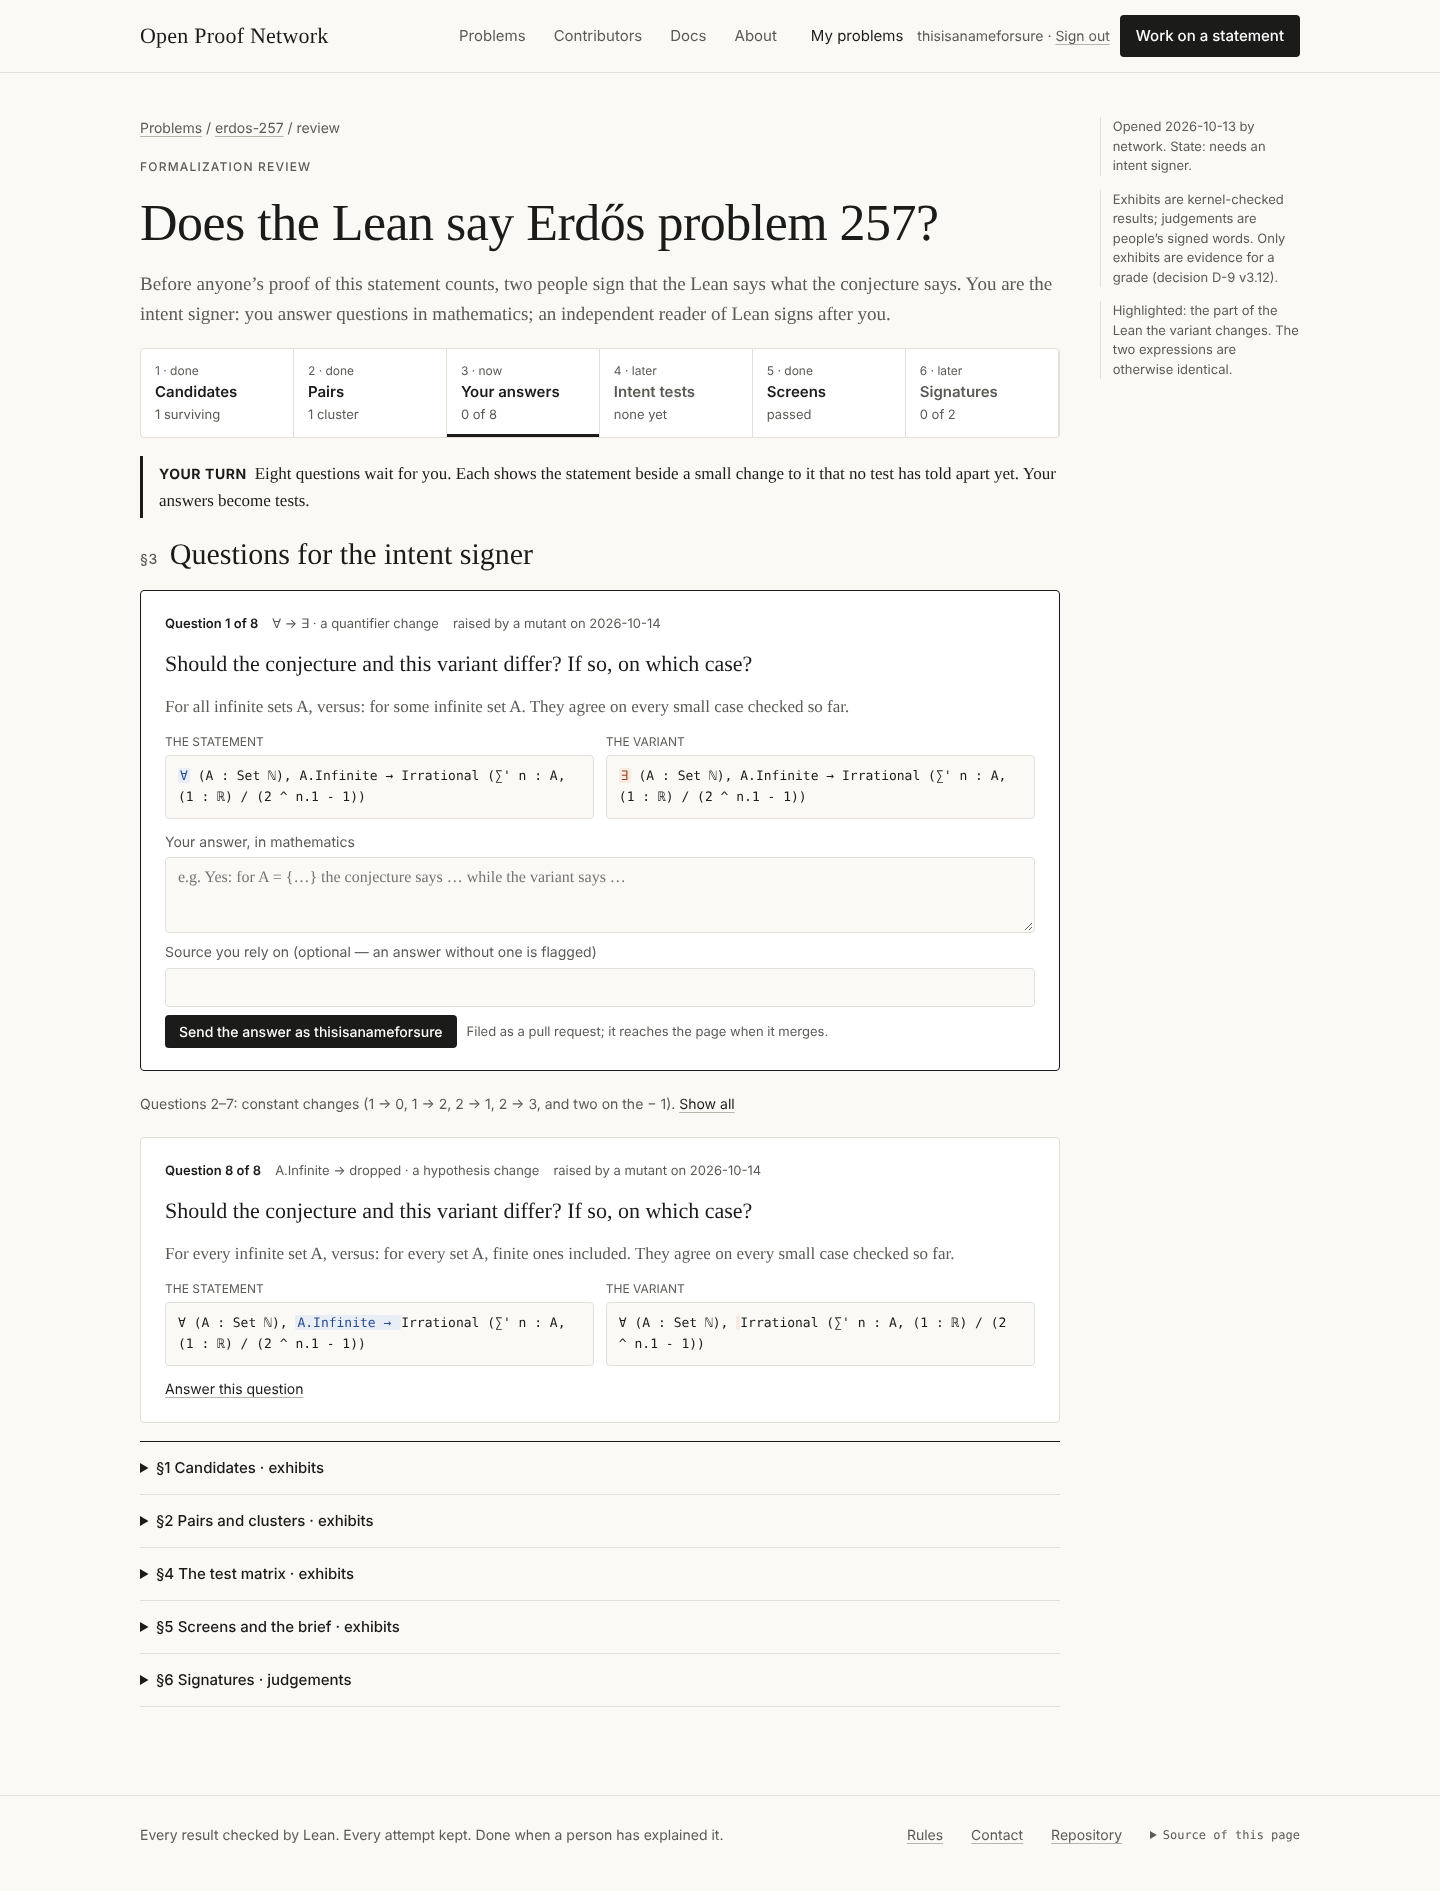 Open Proof Network
Problems Contributors Docs About My problems thisisanameforsure · Sign out Work on a statement
Problems / erdos-257 / review
FORMALIZATION REVIEW
Does the Lean say Erdős problem 257?
Before anyone’s proof of this statement counts, two people sign that the Lean says what the conjecture says. You are the
intent signer: you answer questions in mathematics; an independent reader of Lean signs after you.
1 · done
Candidates
1 surviving
2 · done
Pairs
1 cluster
3 · now
Your answers
0 of 8
4 · later
Intent tests
none yet
5 · done
Screens
passed
6 · later
Signatures
0 of 2
YOUR TURN Eight questions wait for you. Each shows the statement beside a small change to it that no test has told apart yet. Your
answers become tests.
§3 Questions for the intent signer
Question 1 of 8 ∀ → ∃ · a quantifier change raised by a mutant on 2026-10-14
Should the conjecture and this variant differ? If so, on which case?
For all infinite sets A, versus: for some infinite set A. They agree on every small case checked so far.
THE STATEMENT
∀ (A : Set ℕ), A.Infinite → Irrational (∑' n : A,
(1 : ℝ) / (2 ^ n.1 - 1))
THE VARIANT
∃ (A : Set ℕ), A.Infinite → Irrational (∑' n : A,
(1 : ℝ) / (2 ^ n.1 - 1))
Your answer, in mathematics
e.g. Yes: for A = {…} the conjecture says … while the variant says …
Source you rely on (optional — an answer without one is flagged)
Send the answer as thisisanameforsure Filed as a pull request; it reaches the page when it merges.
Questions 2–7: constant changes (1 → 0, 1 → 2, 2 → 1, 2 → 3, and two on the − 1). Show all
Question 8 of 8 A.Infinite → dropped · a hypothesis change raised by a mutant on 2026-10-14
Should the conjecture and this variant differ? If so, on which case?
For every infinite set A, versus: for every set A, finite ones included. They agree on every small case checked so far.
THE STATEMENT
∀ (A : Set ℕ), A.Infinite → Irrational (∑' n : A,
(1 : ℝ) / (2 ^ n.1 - 1))
THE VARIANT
∀ (A : Set ℕ), Irrational (∑' n : A, (1 : ℝ) / (2
^ n.1 - 1))
Answer this question
▶ §1 Candidates · exhibits
▶ §2 Pairs and clusters · exhibits
▶ §4 The test matrix · exhibits
▶ §5 Screens and the brief · exhibits
▶ §6 Signatures · judgements
Opened 2026-10-13 by
network. State: needs an
intent signer.
Exhibits are kernel-checked
results; judgements are
people’s signed words. Only
exhibits are evidence for a
grade (decision D-9 v3.12).
Highlighted: the part of the
Lean the variant changes. The
two expressions are
otherwise identical.
Every result checked by Lean. Every attempt kept. Done when a person has explained it.
Rules Contact Repository ▶ Source of this page